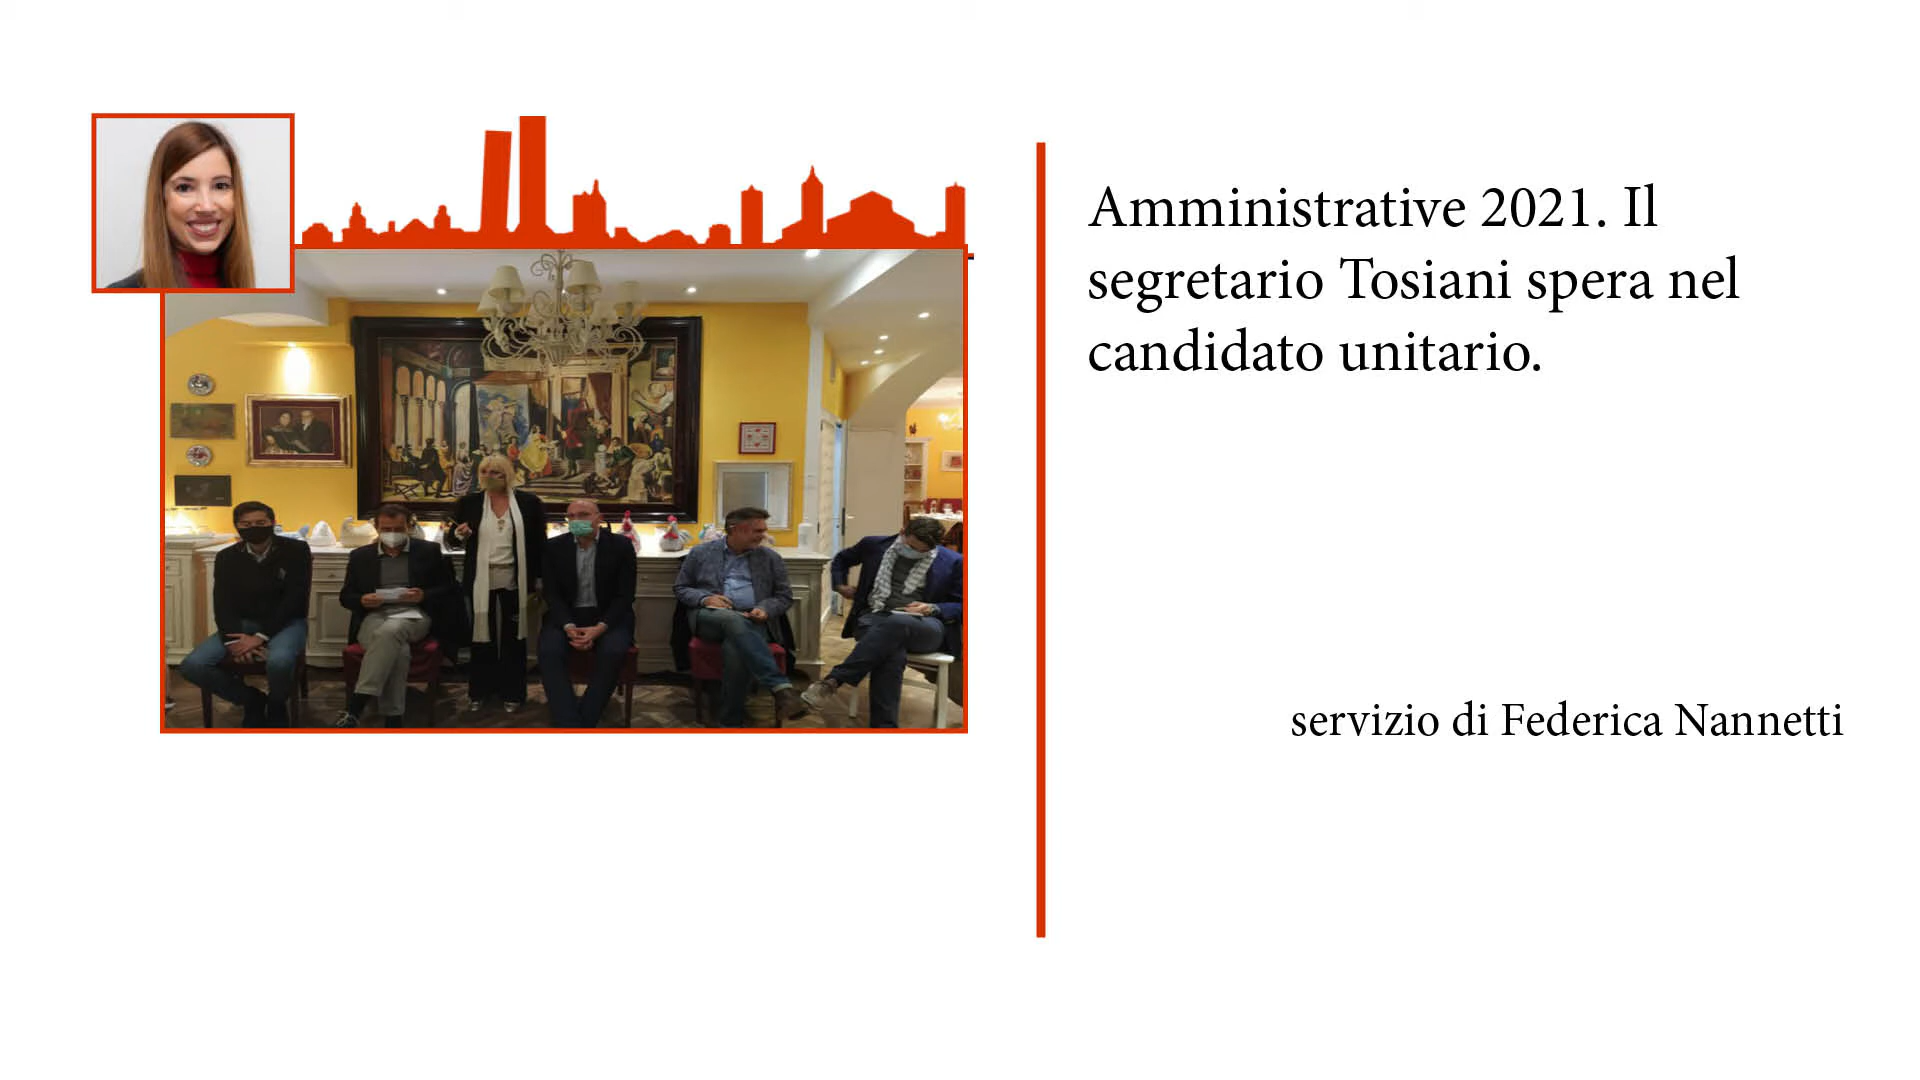 Amministrative 2021. Il
segretario Tosiani spera nel
candidato unitario.
servizio di Federica Nannetti